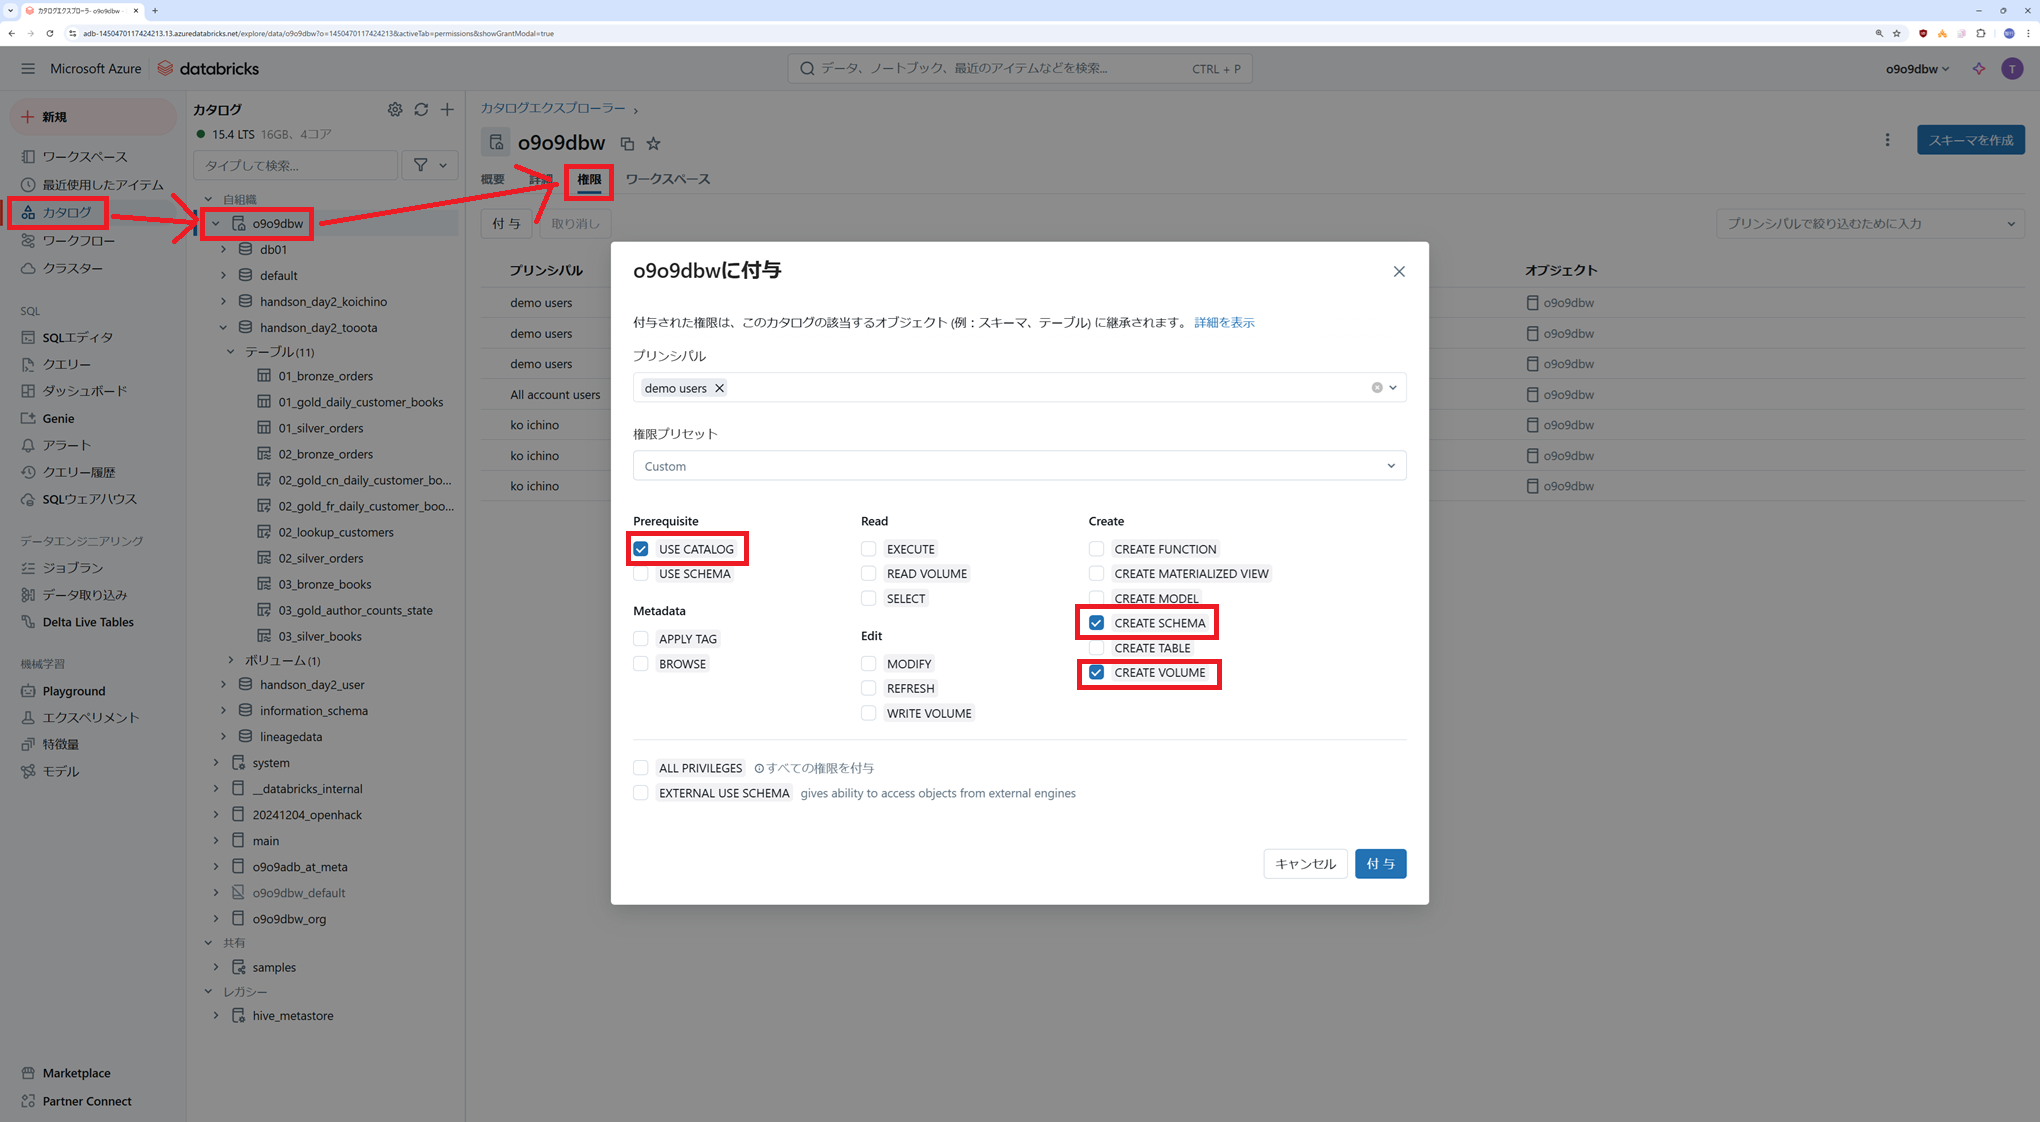 カタログエクスプローラー - o9o9dbw
adb-1450470117424213.13.azuredatabricks.net/explore/data/o9o9dbw?o=1450470117424213&activeTab=permissions&showGrantModal=true
Microsoft Azure
databricks
データ、ノートブック、最近のアイテムなどを検索...
CTRL + P
o9o9dbw
T
新規
ワークスペース
最近使用したアイテム
カタログ
ワークフロー
クラスター
SQL
SQLエディタ
クエリー
ダッシュボード
Genie
アラート
クエリー履歴
SQLウェアハウス
データエンジニアリング
ジョブラン
データ取り込み
Delta Live Tables
機械学習
Playground
エクスペリメント
特徴量
モデル
Marketplace
Partner Connect
カタログ
15.4 LTS 16GB、4コア
タイプして検索...
自組織
o9o9dbw
db01
default
handson_day2_koichino
handson_day2_tooota
テーブル(11)
01_bronze_orders
01_gold_daily_customer_books
01_silver_orders
02_bronze_orders
02_gold_cn_daily_customer_bo...
02_gold_fr_daily_customer_boo...
02_lookup_customers
02_silver_orders
03_bronze_books
03_gold_author_counts_state
03_silver_books
ボリューム(1)
handson_day2_user
information_schema
lineagedata
system
__databricks_internal
20241204_openhack
main
o9o9adb_at_meta
o9o9dbw_default
o9o9dbw_org
共有
samples
レガシー
hive_metastore
カタログエクスプローラー
o9o9dbw
スキーマを作成
概要
詳細
権限
ワークスペース
付与
取り消し
プリンシパルで絞り込むために入力
プリンシパル
オブジェクト
demo users
o9o9dbw
demo users
o9o9dbw
demo users
o9o9dbw
All account users
o9o9dbw
ko ichino
o9o9dbw
ko ichino
o9o9dbw
ko ichino
o9o9dbw
o9o9dbwに付与
付与された権限は、このカタログの該当するオブジェクト (例：スキーマ、テーブル) に継承されます。 詳細を表示
プリンシパル
demo users
権限プリセット
Custom
Prerequisite
USE CATALOG
USE SCHEMA
Metadata
APPLY TAG
BROWSE
Read
EXECUTE
READ VOLUME
SELECT
Edit
MODIFY
REFRESH
WRITE VOLUME
Create
CREATE FUNCTION
CREATE MATERIALIZED VIEW
CREATE MODEL
CREATE SCHEMA
CREATE TABLE
CREATE VOLUME
ALL PRIVILEGES すべての権限を付与
EXTERNAL USE SCHEMA gives ability to access objects from external engines
キャンセル
付与